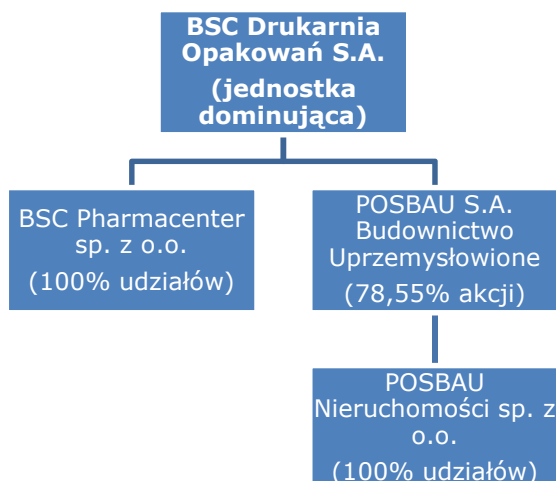 BSC Drukarnia
Opakowań S.A.
(jednostka
dominująca)
BSC Pharmacenter
sp. z o.o.
(100% udziałów)
POSBAU S.A.
Budownictwo
Uprzemysłowione
(78,55% akcji)
POSBAU
Nieruchomości sp. z
o.o.
(100% udziałów)